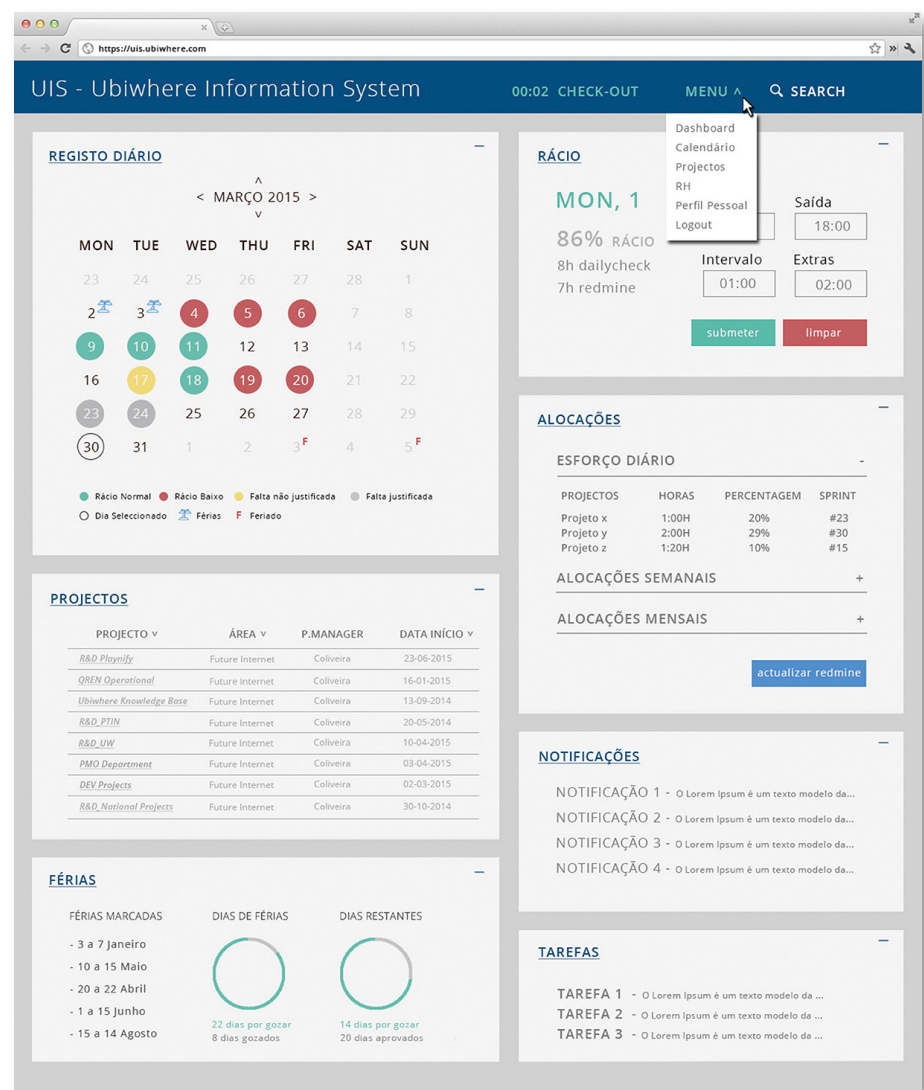 https://uis.ubiwhere.com
UIS - Ubiwhere Information System
00:02 CHECK-OUT
MENU ˄
SEARCH
Dashboard
Calendário
Projectos
RH
Perfil Pessoal
Logout
REGISTO DIÁRIO
< MARÇO 2015 >
MON TUE WED THU FRI SAT SUN
23 24 25 26 27 28 1
2 3 4 5 6 7 8
9 10 11 12 13 14 15
16 17 18 19 20 21 22
23 24 25 26 27 28 29
30 31 1 2 3 F 4 5 F
Rácio Normal Rácio Baixo Falta não justificada Falta justificada
Dia Seleccionado Férias F Feriado
RÁCIO
MON, 1
86% RÁCIO
8h dailycheck
7h redmine
Saída
18:00
Intervalo Extras
01:00 02:00
submeter limpar
ALOCAÇÕES
ESFORÇO DIÁRIO -
PROJECTOS HORAS PERCENTAGEM SPRINT
Projeto x 1:00H 20% #23
Projeto y 2:00H 29% #30
Projeto z 1:20H 10% #15
ALOCAÇÕES SEMANAIS +
ALOCAÇÕES MENSAIS +
actualizar redmine
PROJECTOS
PROJECTO ˅ ÁREA ˅ P.MANAGER DATA INÍCIO ˅
R&D Playnify Future Internet Coliveira 23-06-2015
QREN Operational Future Internet Coliveira 16-01-2015
Ubiwhere Knowledge Base Future Internet Coliveira 13-09-2014
R&D_PTIN Future Internet Coliveira 20-05-2014
R&D_UW Future Internet Coliveira 10-04-2015
PMO Department Future Internet Coliveira 03-04-2015
DEV Projects Future Internet Coliveira 02-03-2015
R&D_National Projects Future Internet Coliveira 30-10-2014
NOTIFICAÇÕES
NOTIFICAÇÃO 1 - O Lorem Ipsum é um texto modelo da...
NOTIFICAÇÃO 2 - O Lorem Ipsum é um texto modelo da...
NOTIFICAÇÃO 3 - O Lorem Ipsum é um texto modelo da...
NOTIFICAÇÃO 4 - O Lorem Ipsum é um texto modelo da...
FÉRIAS
FÉRIAS MARCADAS
- 3 a 7 Janeiro
- 10 a 15 Maio
- 20 a 22 Abril
- 1 a 15 Junho
- 15 a 14 Agosto
DIAS DE FÉRIAS
22 dias por gozar
8 dias gozados
DIAS RESTANTES
14 dias por gozar
20 dias aprovados
TAREFAS
TAREFA 1 - O Lorem Ipsum é um texto modelo da ...
TAREFA 2 - O Lorem Ipsum é um texto modelo da ...
TAREFA 3 - O Lorem Ipsum é um texto modelo da ...